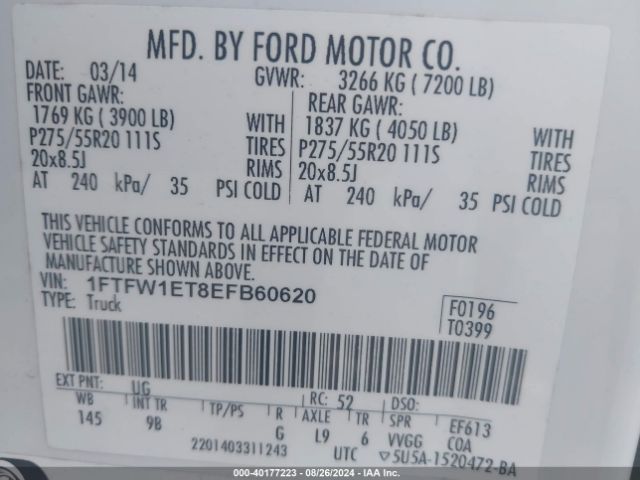 MFD. BY FORD MOTOR CO.
DATE: 03/14 GVWR: 3266 KG ( 7200 LB)
FRONT GAWR: REAR GAWR:
1769 KG ( 3900 LB) WITH 1837 KG ( 4050 LB) WITH
P275/55R20 111S TIRES P275/55R20 111S TIRES
20x8.5J RIMS 20x8.5J RIMS
AT 240 kPa/ 35 PSI COLD AT 240 kPa/ 35 PSI COLD
THIS VEHICLE CONFORMS TO ALL APPLICABLE FEDERAL MOTOR
VEHICLE SAFETY STANDARDS IN EFFECT ON THE DATE OF
MANUFACTURE SHOWN ABOVE.
VIN: 1FTFW1ET8EFB60620
TYPE: Truck
F0196
T0399
EXT PNT: UG RC: 52 DSO:
WB INT TR TP/PS R AXLE TR SPR EF613
145 9B G L9 6 VVGG COA
2201403311243 UTC ▽5U5A-1520472-BA
000-40177223 - 08/26/2024 - IAA Inc.